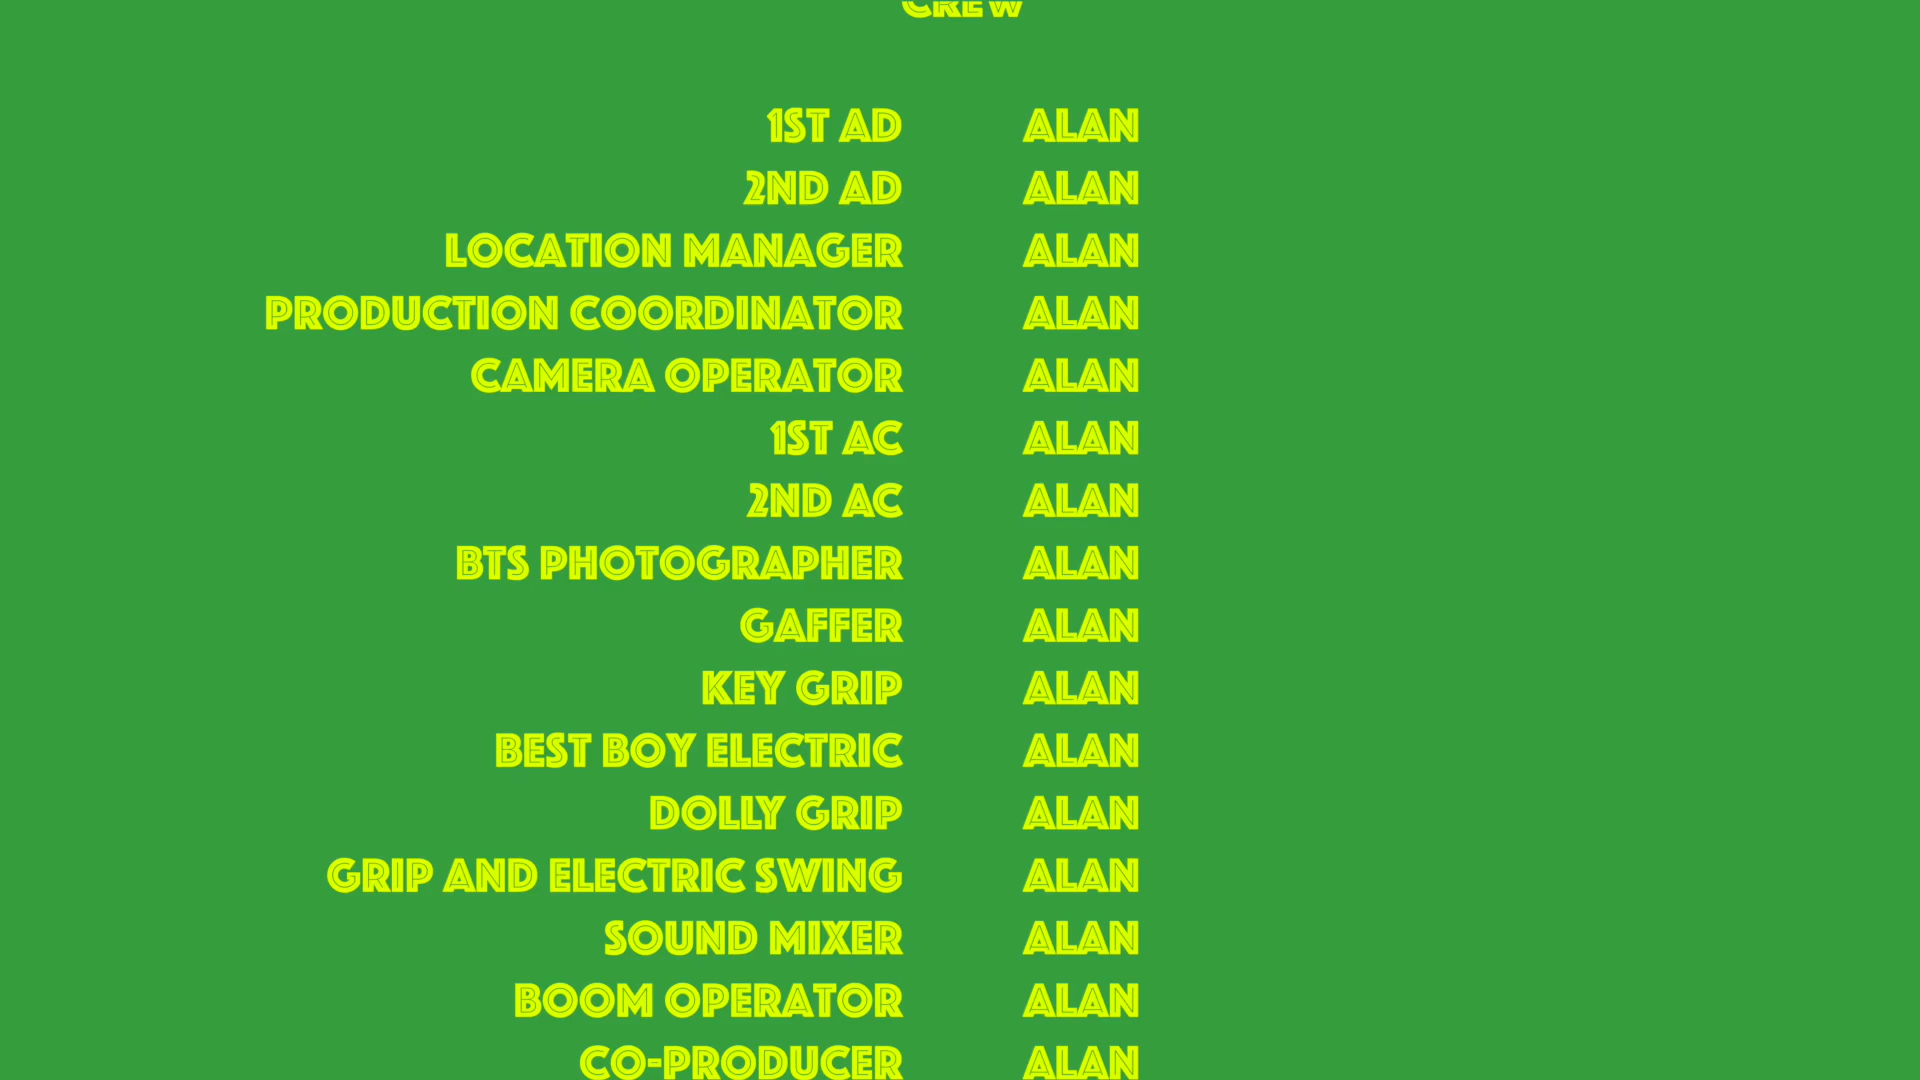 CREW
1ST AD ALAN
2ND AD ALAN
LOCATION MANAGER ALAN
PRODUCTION COORDINATOR ALAN
CAMERA OPERATOR ALAN
1ST AC ALAN
2ND AC ALAN
BTS PHOTOGRAPHER ALAN
GAFFER ALAN
KEY GRIP ALAN
BEST BOY ELECTRIC ALAN
DOLLY GRIP ALAN
GRIP AND ELECTRIC SWING ALAN
SOUND MIXER ALAN
BOOM OPERATOR ALAN
CO-PRODUCER ALAN